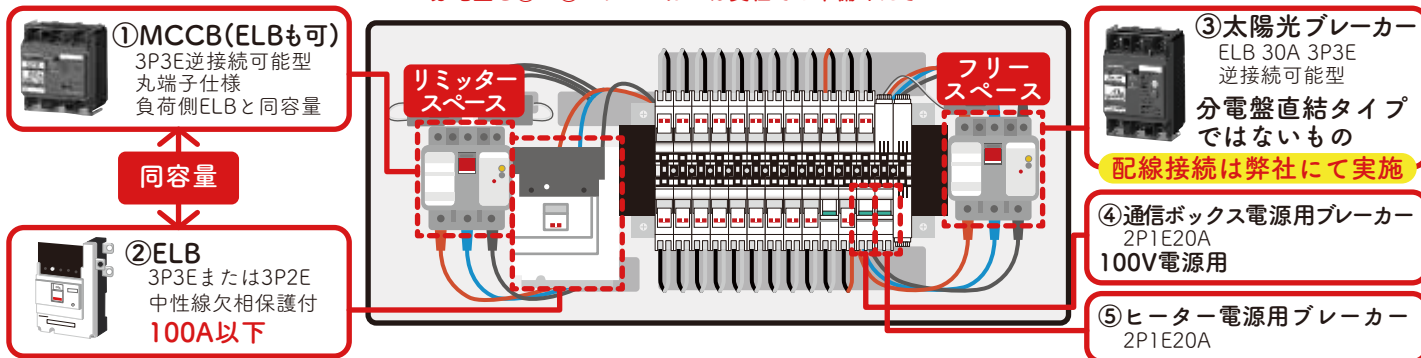 ①MCCB(ELBも可)
3P3E逆接続可能型
丸端子仕様
負荷側ELBと同容量
同容量
②ELB
3P3Eまたは3P2E
中性線欠相保護付
100A以下
リミッター
スペース
フリー
スペース
③太陽光ブレーカー
ELB 30A 3P3E
逆接続可能型
分電盤直結タイプ
ではないもの
配線接続は弊社にて実施
④通信ボックス電源用ブレーカー
2P1E20A
100V電源用
⑤ヒーター電源用ブレーカー
2P1E20A